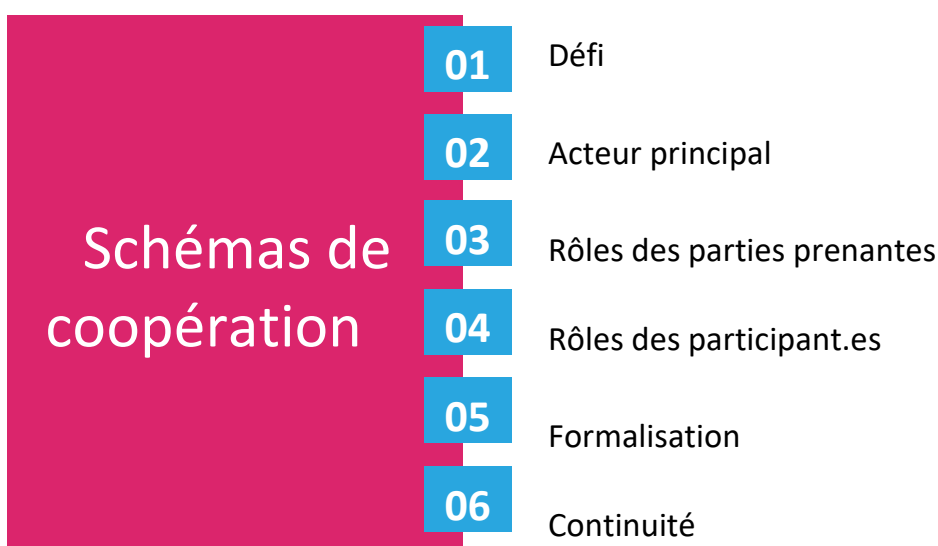 Schémas de
coopération
01 Défi
02 Acteur principal
03 Rôles des parties prenantes
04 Rôles des participant.es
05 Formalisation
06 Continuité